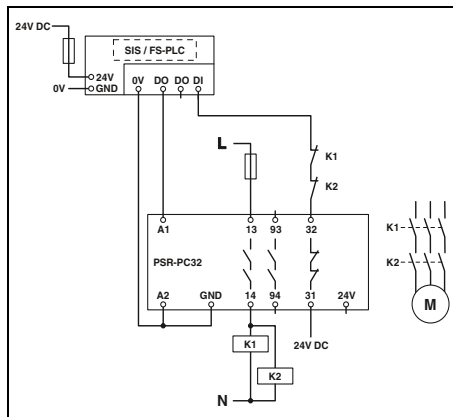 24V DC
SIS / FS-PLC
24V
0V
GND
0V DO DO DI
K1
L
K2
A1 13 93 32
K1
PSR-PC32
K2
A2 GND 14 94 31 24V
M
K1
24V DC
K2
N